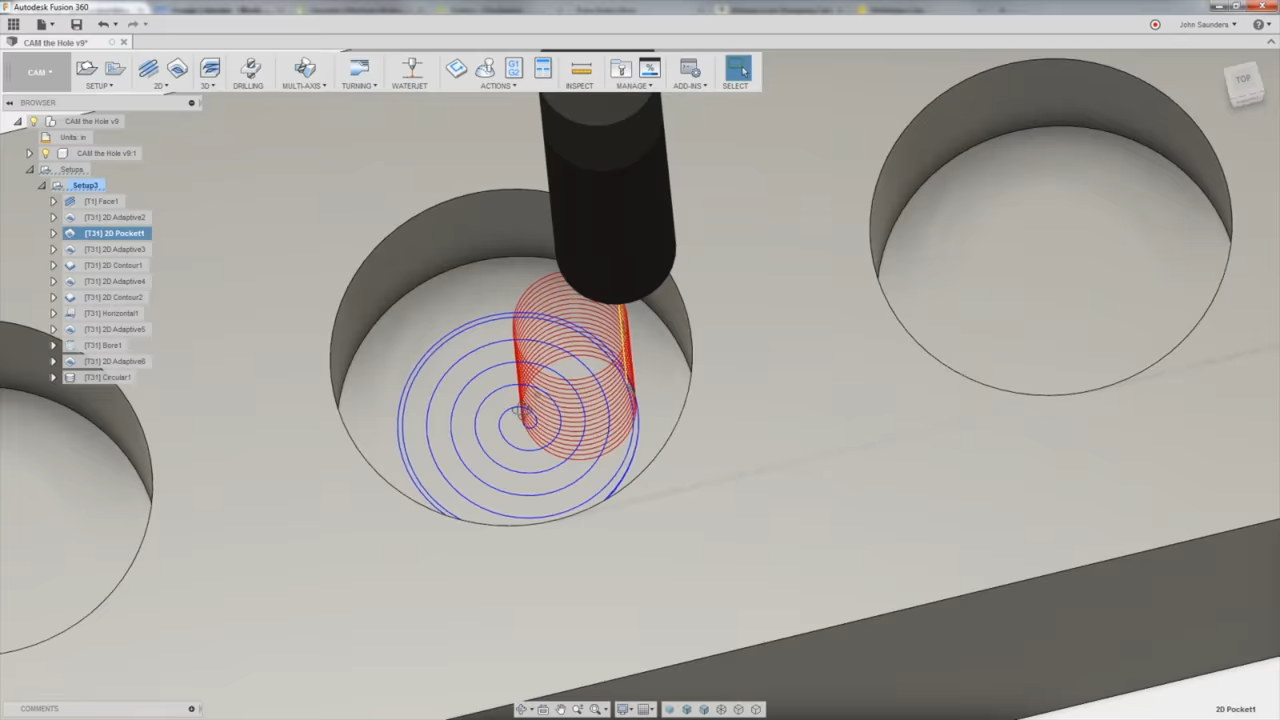 Autodesk Fusion 360
John Saunders
CAM the Hole v9*
CAM
SETUP
2D
3D
DRILLING
MULTI-AXIS
TURNING
WATERJET
G1
G2
ACTIONS
INSPECT
MANAGE
ADD-INS
SELECT
TOP
BROWSER
CAM the Hole v9
Units: in
CAM the Hole v9:1
Setups
Setup3
[T1] Face1
[T31] 2D Adaptive2
[T31] 2D Pocket1
[T31] 2D Adaptive3
[T31] 2D Contour1
[T31] 2D Adaptive4
[T31] 2D Contour2
[T31] Horizontal1
[T31] 2D Adaptive5
[T31] Bore1
[T31] 2D Adaptive6
[T31] Circular1
COMMENTS
2D Pocket1